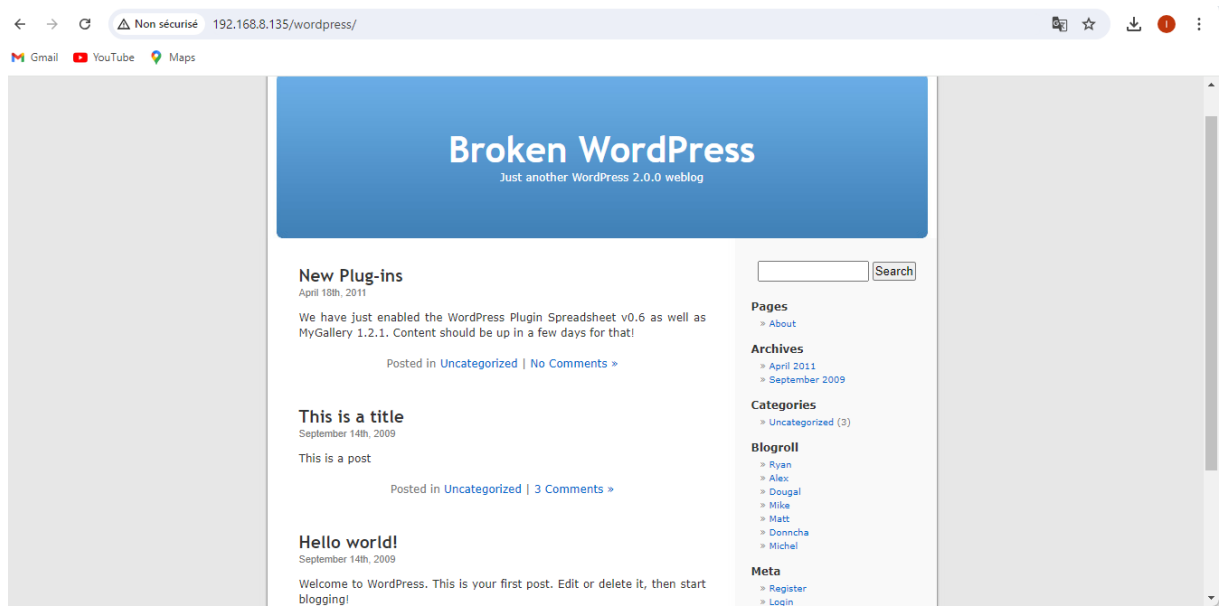 Non sécurisé 192.168.8.135/wordpress/
Gmail YouTube Maps
Broken WordPress
Just another WordPress 2.0.0 weblog
New Plug-ins
April 18th, 2011
We have just enabled the WordPress Plugin Spreadsheet v0.6 as well as
MyGallery 1.2.1. Content should be up in a few days for that!
Posted in Uncategorized | No Comments »
This is a title
September 14th, 2009
This is a post
Posted in Uncategorized | 3 Comments »
Hello world!
September 14th, 2009
Welcome to WordPress. This is your first post. Edit or delete it, then start
blogging!
Search
Pages
» About
Archives
» April 2011
» September 2009
Categories
» Uncategorized (3)
Blogroll
» Ryan
» Alex
» Dougal
» Mike
» Matt
» Donncha
» Michel
Meta
» Register
» Login